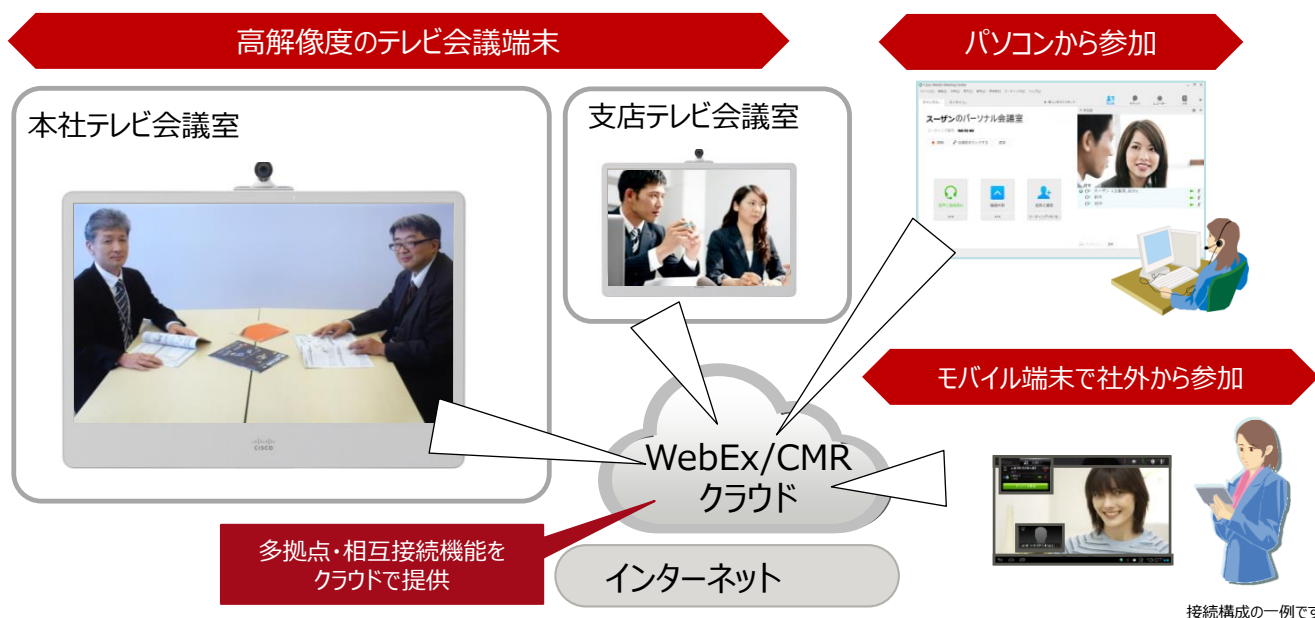 高解像度のテレビ会議端末
パソコンから参加
本社テレビ会議室
支店テレビ会議室
スーザンのパーソナル会議室
CISCO
モバイル端末で社外から参加
WebEx/CMR
クラウド
多拠点・相互接続機能を
クラウドで提供
インターネット
接続構成の一例です